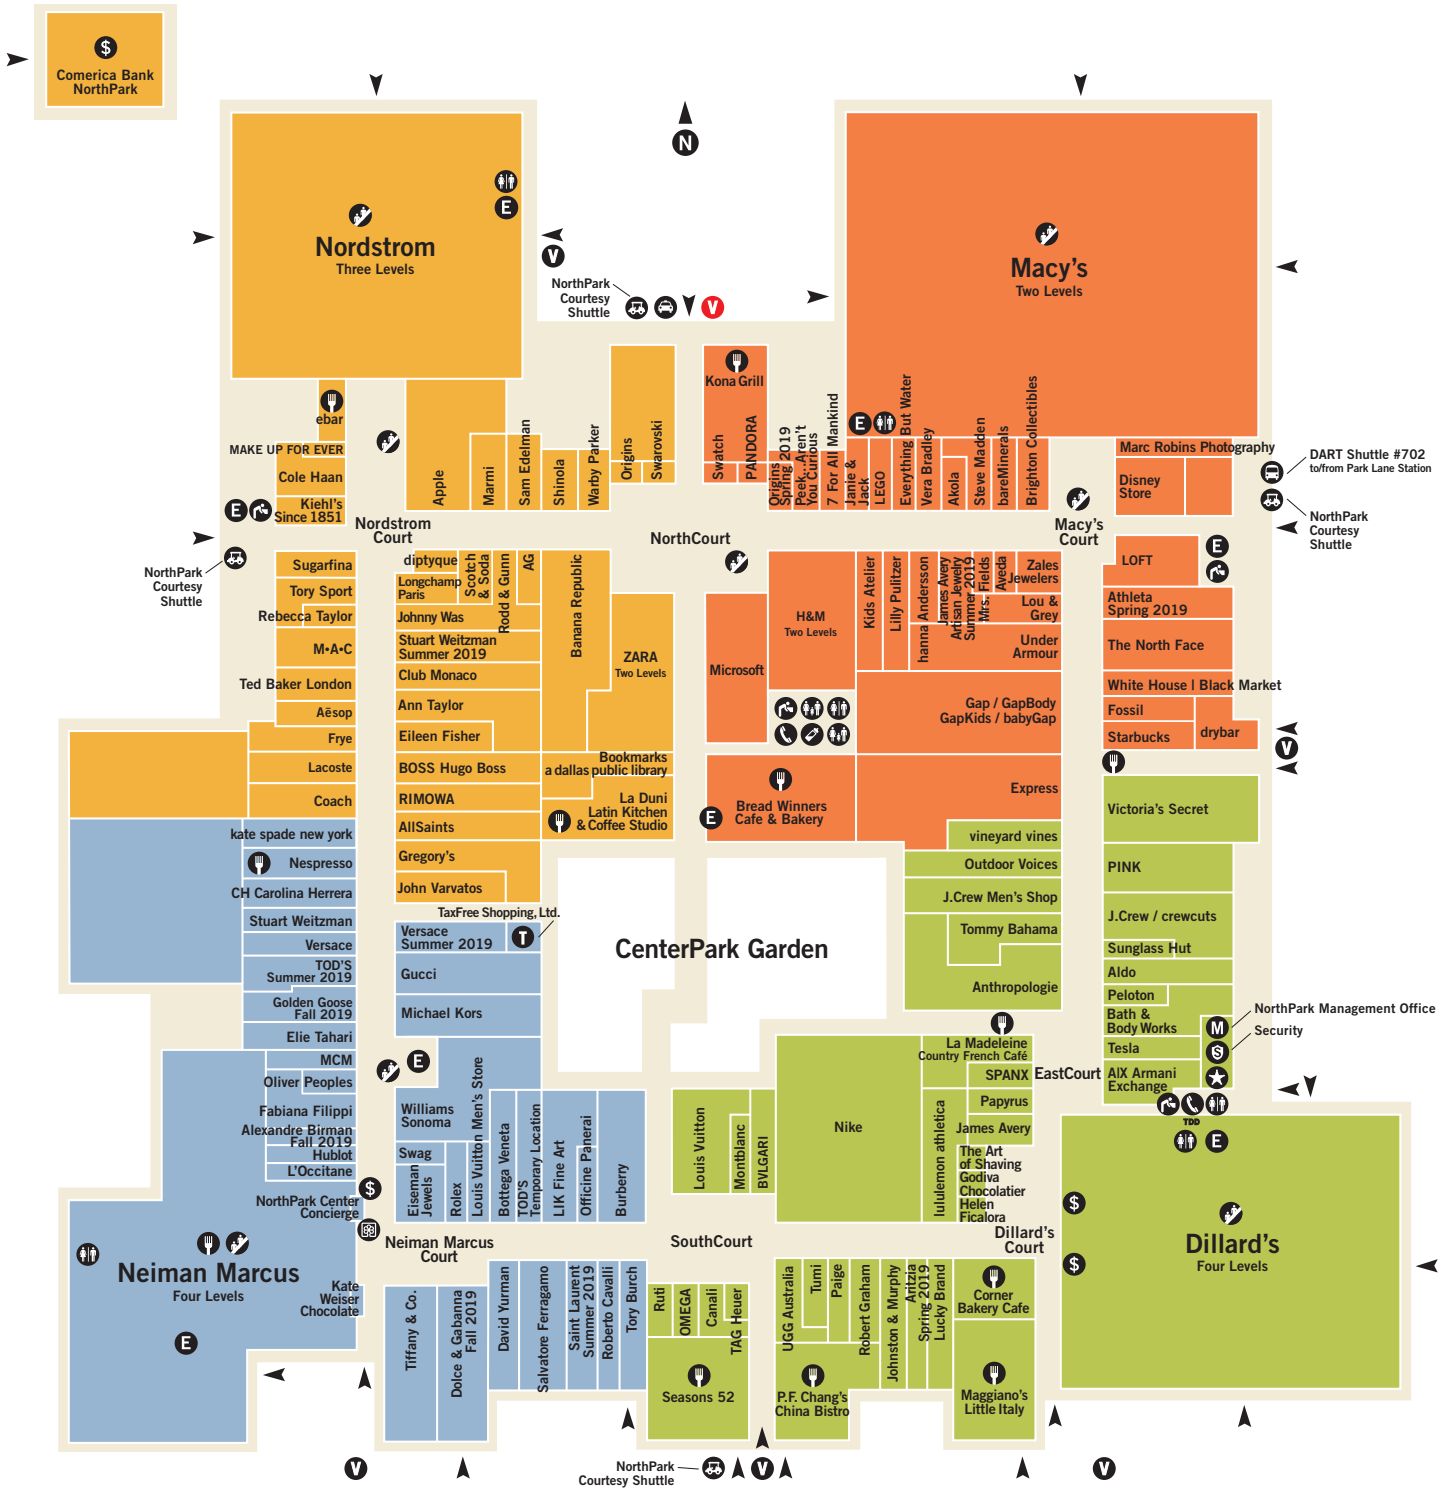 $
Comerica Bank
NorthPark
N
E
Nordstrom
Three Levels
V
NorthPark
Courtesy
Shuttle
V
Macy's
Two Levels
Kona Grill
Swatch
PANDORA
Origins
Spring 2019
Peek...Aren't
You Curious
7 For All Mankind
E
Janie &
Jack
LEGO
Everything But Water
Vera Bradley
Akola
Steve Madden
bareMinerals
Brighton Collectibles
Marc Robins Photography
Disney
Store
DART Shuttle #702
to/from Park Lane Station
NorthPark
Courtesy
Shuttle
ebar
MAKE UP FOR EVER
Cole Haan
Kiehl's
Since 1851
E
Apple
Marmi
Sam Edelman
Shinola
Warby Parker
Origins
Swarovski
Nordstrom
Court
NorthCourt
Macy's
Court
NorthPark
Courtesy
Shuttle
Sugarfina
Tory Sport
Rebecca Taylor
M•A•C
Ted Baker London
Aēsop
Frye
Lacoste
Coach
diptyque
Longchamp
Paris
Scotch
& Soda
Rodd & Gunn
AG
Johnny Was
Stuart Weitzman
Summer 2019
Club Monaco
Ann Taylor
Eileen Fisher
BOSS Hugo Boss
RIMOWA
AllSaints
Gregory's
John Varvatos
Banana Republic
ZARA
Two Levels
Bookmarks
a dallas public library
La Duni
Latin Kitchen
& Coffee Studio
Microsoft
H&M
Two Levels
Kids Atelier
Lilly Pulitzer
hanna Andersson
James Avery
Artisan Jewelry
Summer 2019
Mrs. Fields
Aveda
Zales
Jewelers
Lou &
Grey
Under
Armour
Gap / GapBody
GapKids / babyGap
Express
E
Bread Winners
Cafe & Bakery
LOFT
E
Athleta
Spring 2019
The North Face
White House | Black Market
Fossil
Starbucks
drybar
V
vineyard vines
Outdoor Voices
J.Crew Men's Shop
Tommy Bahama
Anthropologie
Victoria's Secret
PINK
J.Crew / crewcuts
Sunglass Hut
Aldo
Peloton
Bath &
Body Works
Tesla
A|X Armani
Exchange
M
NorthPark Management Office
S
Security
TDD
E
kate spade new york
Nespresso
CH Carolina Herrera
Stuart Weitzman
Versace
TOD'S
Summer 2019
Golden Goose
Fall 2019
Elie Tahari
MCM
Oliver Peoples
Fabiana Filippi
Alexandre Birman
Fall 2019
Hublot
L'Occitane
NorthPark Center
Concierge
$
TaxFree Shopping, Ltd.
Versace
Summer 2019
T
Gucci
Michael Kors
E
Williams
Sonoma
Swag
Eiseman
Jewels
Rolex
Louis Vuitton Men's Store
Bottega Veneta
TOD'S
Temporary Location
LIK Fine Art
Officine Panerai
Burberry
CenterPark Garden
Louis Vuitton
Montblanc
BVLGARI
Nike
La Madeleine
Country French Café
SPANX
Papyrus
James Avery
lululemon athletica
The Art
of Shaving
Godiva
Chocolatier
Helen
Ficalora
EastCourt
Neiman Marcus
Four Levels
E
Kate
Weiser
Chocolate
Neiman Marcus
Court
SouthCourt
Dillard's
Court
$
$
Dillard's
Four Levels
Tiffany & Co.
Dolce & Gabanna
Fall 2019
David Yurman
Salvatore Ferragamo
Saint Laurent
Summer 2019
Roberto Cavalli
Tory Burch
Ruti
OMEGA
Canali
TAG Heuer
Seasons 52
UGG Australia
Tumi
Paige
Robert Graham
Johnston & Murphy
Aritzia
Spring 2019
Lucky Brand
P.F. Chang's
China Bistro
Corner
Bakery Cafe
Maggiano's
Little Italy
V
NorthPark
Courtesy Shuttle
V
V